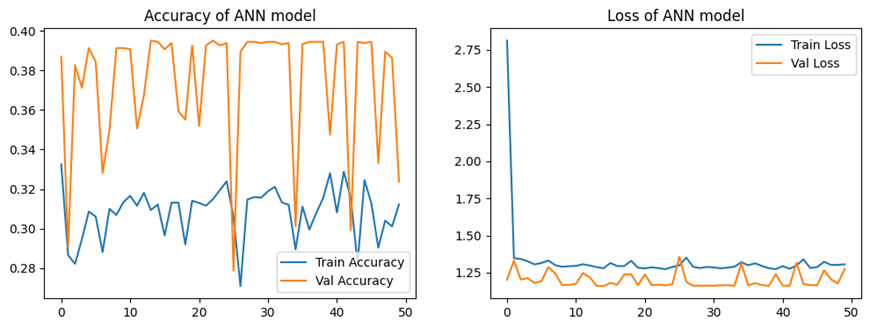 Accuracy of ANN model
0.40
0.38
0.36
0.34
0.32
0.30
0.28
Train Accuracy
Val Accuracy
0 10 20 30 40 50
Loss of ANN model
2.75
2.50
2.25
2.00
1.75
1.50
1.25
Train Loss
Val Loss
0 10 20 30 40 50